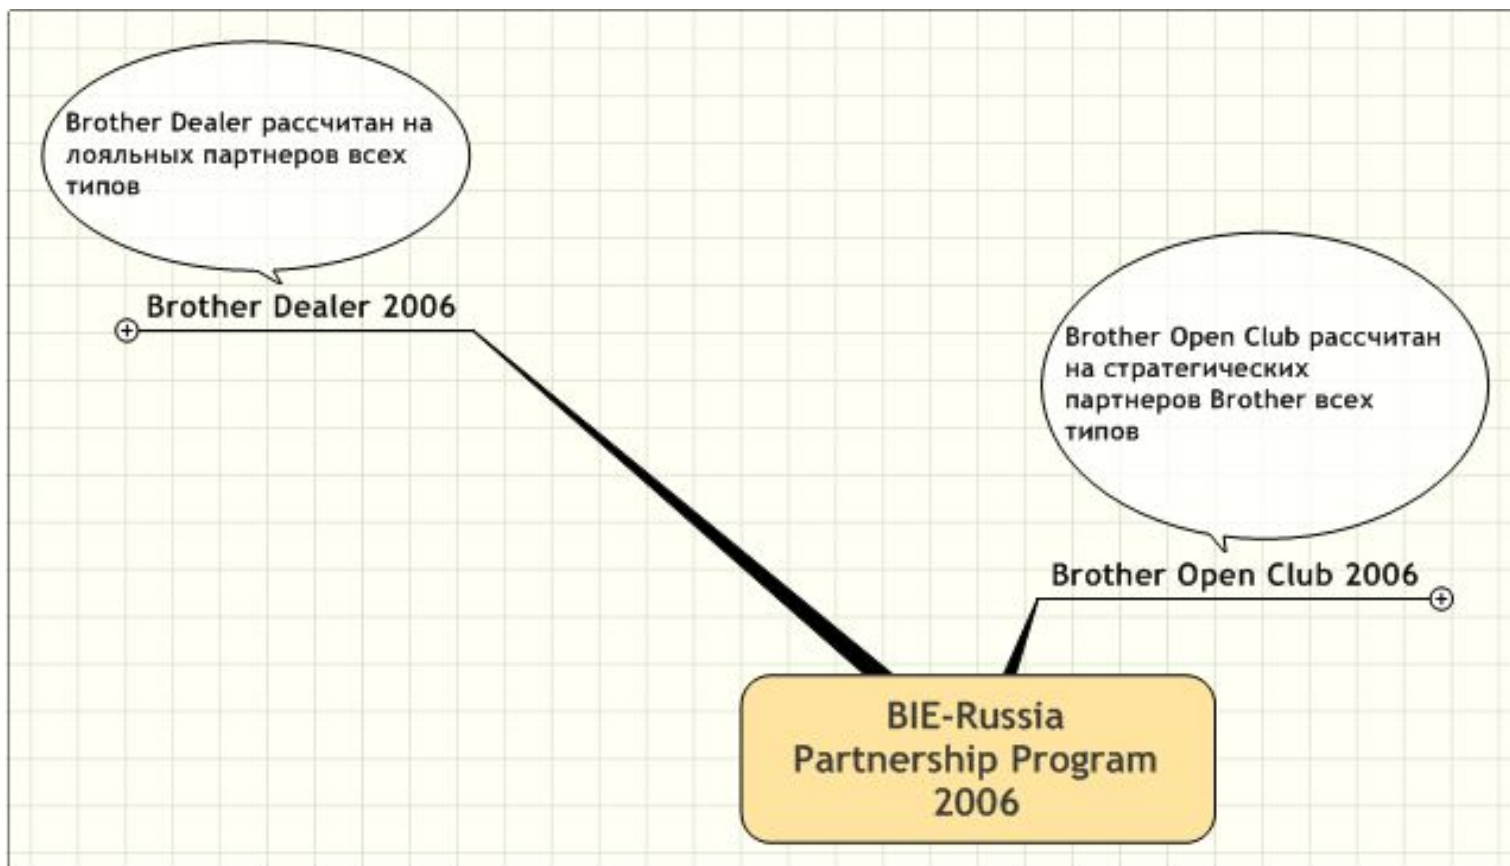 Brother Dealer рассчитан на
лояльных партнеров всех
типов
Brother Dealer 2006
Brother Open Club рассчитан
на стратегических
партнеров Brother всех
типов
Brother Open Club 2006
BIE-Russia
Partnership Program
2006